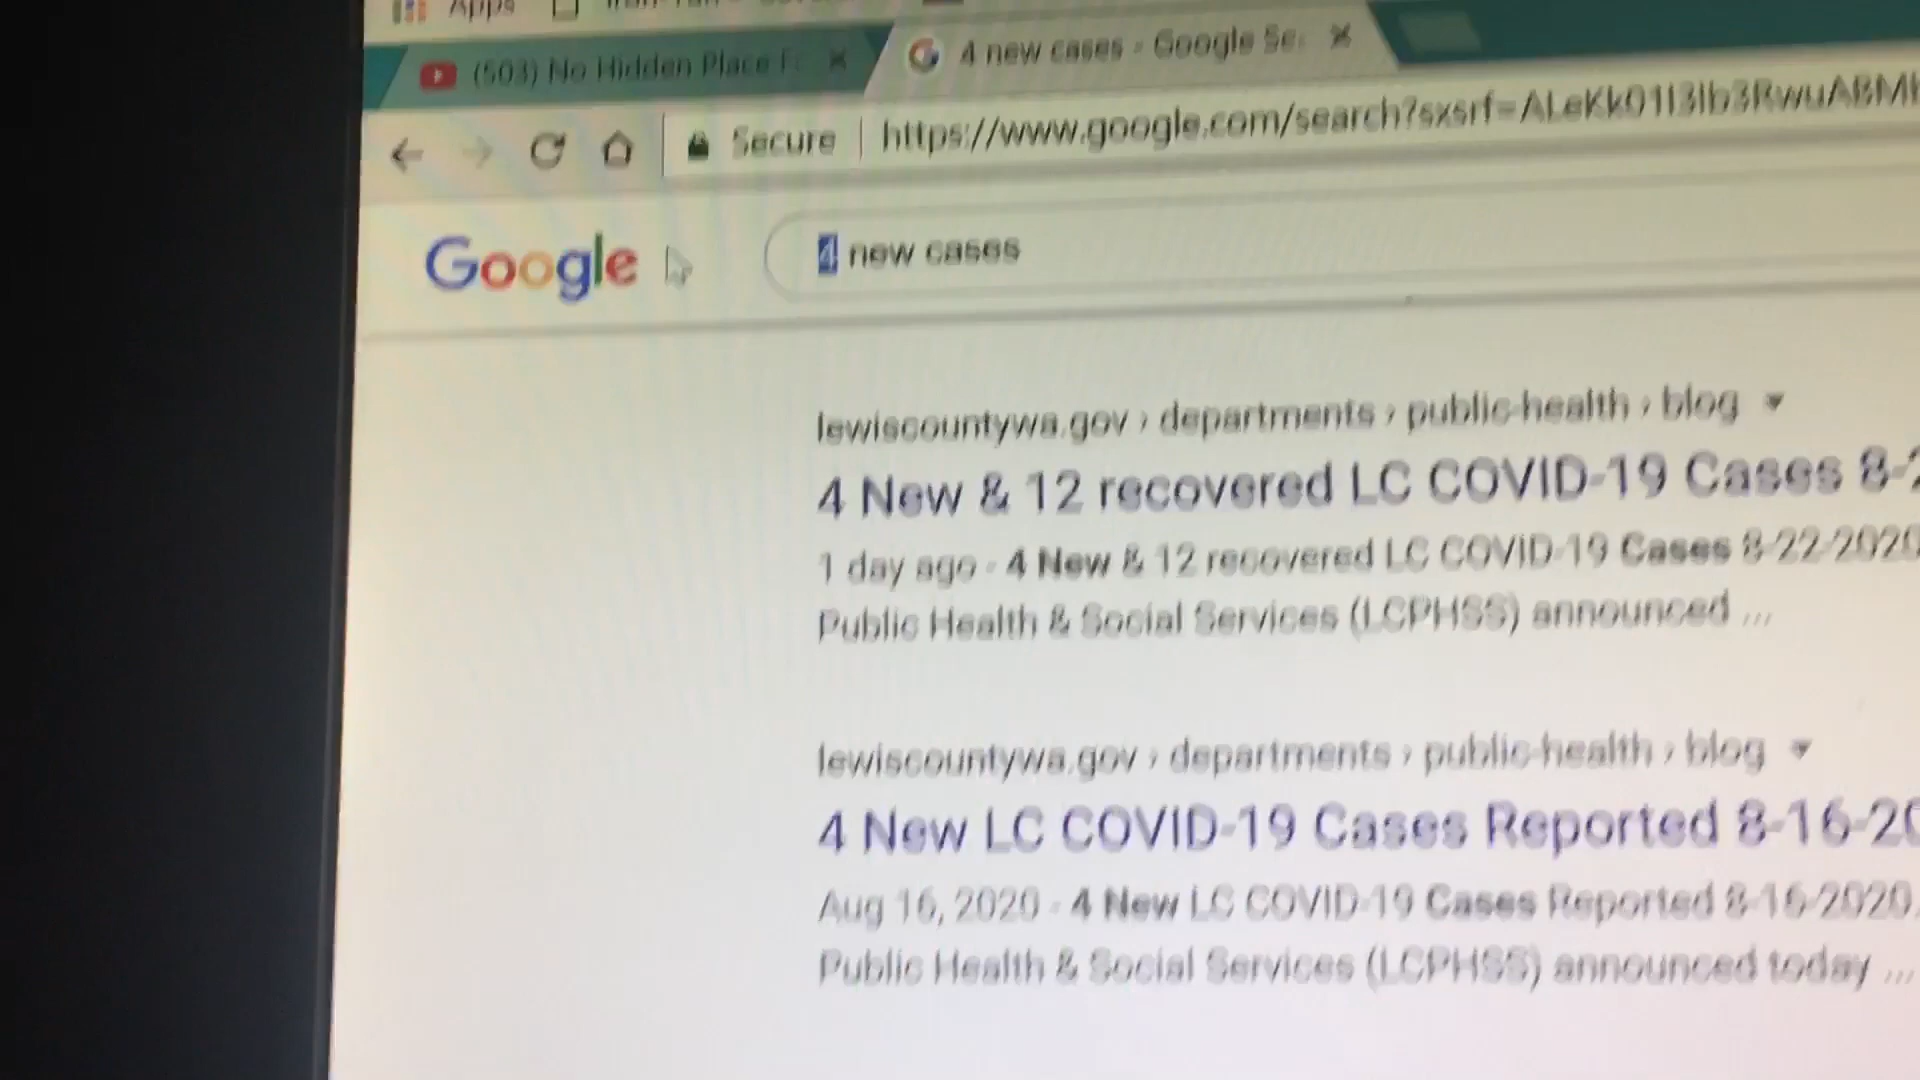 Apps
(503) No Hidden Place
4 new cases - Google Se
Secure https://www.google.com/search?sxsrf=
Google 4 new cases
lewiscountywa.gov › departments › public-health › blog
4 New & 12 recovered LC COVID-19 Cases 8-2
1 day ago - 4 New & 12 recovered LC COVID-19 Cases 8-22-2020
Public Health & Social Services (LCPHSS) announced ...
lewiscountywa.gov › departments › public-health › blog
4 New LC COVID-19 Cases Reported 8-16-20
Aug 16, 2020 - 4 New LC COVID-19 Cases Reported 8-16-2020.
Public Health & Social Services (LCPHSS) announced today ...